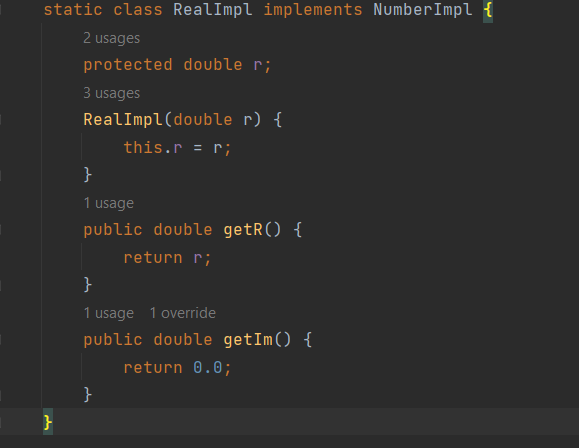 static class RealImpl implements NumberImpl {
2 usages
protected double r;
3 usages
RealImpl(double r) {
this.r = r;
}
1 usage
public double getR() {
return r;
}
1 usage 1 override
public double getIm() {
return 0.0;
}
}